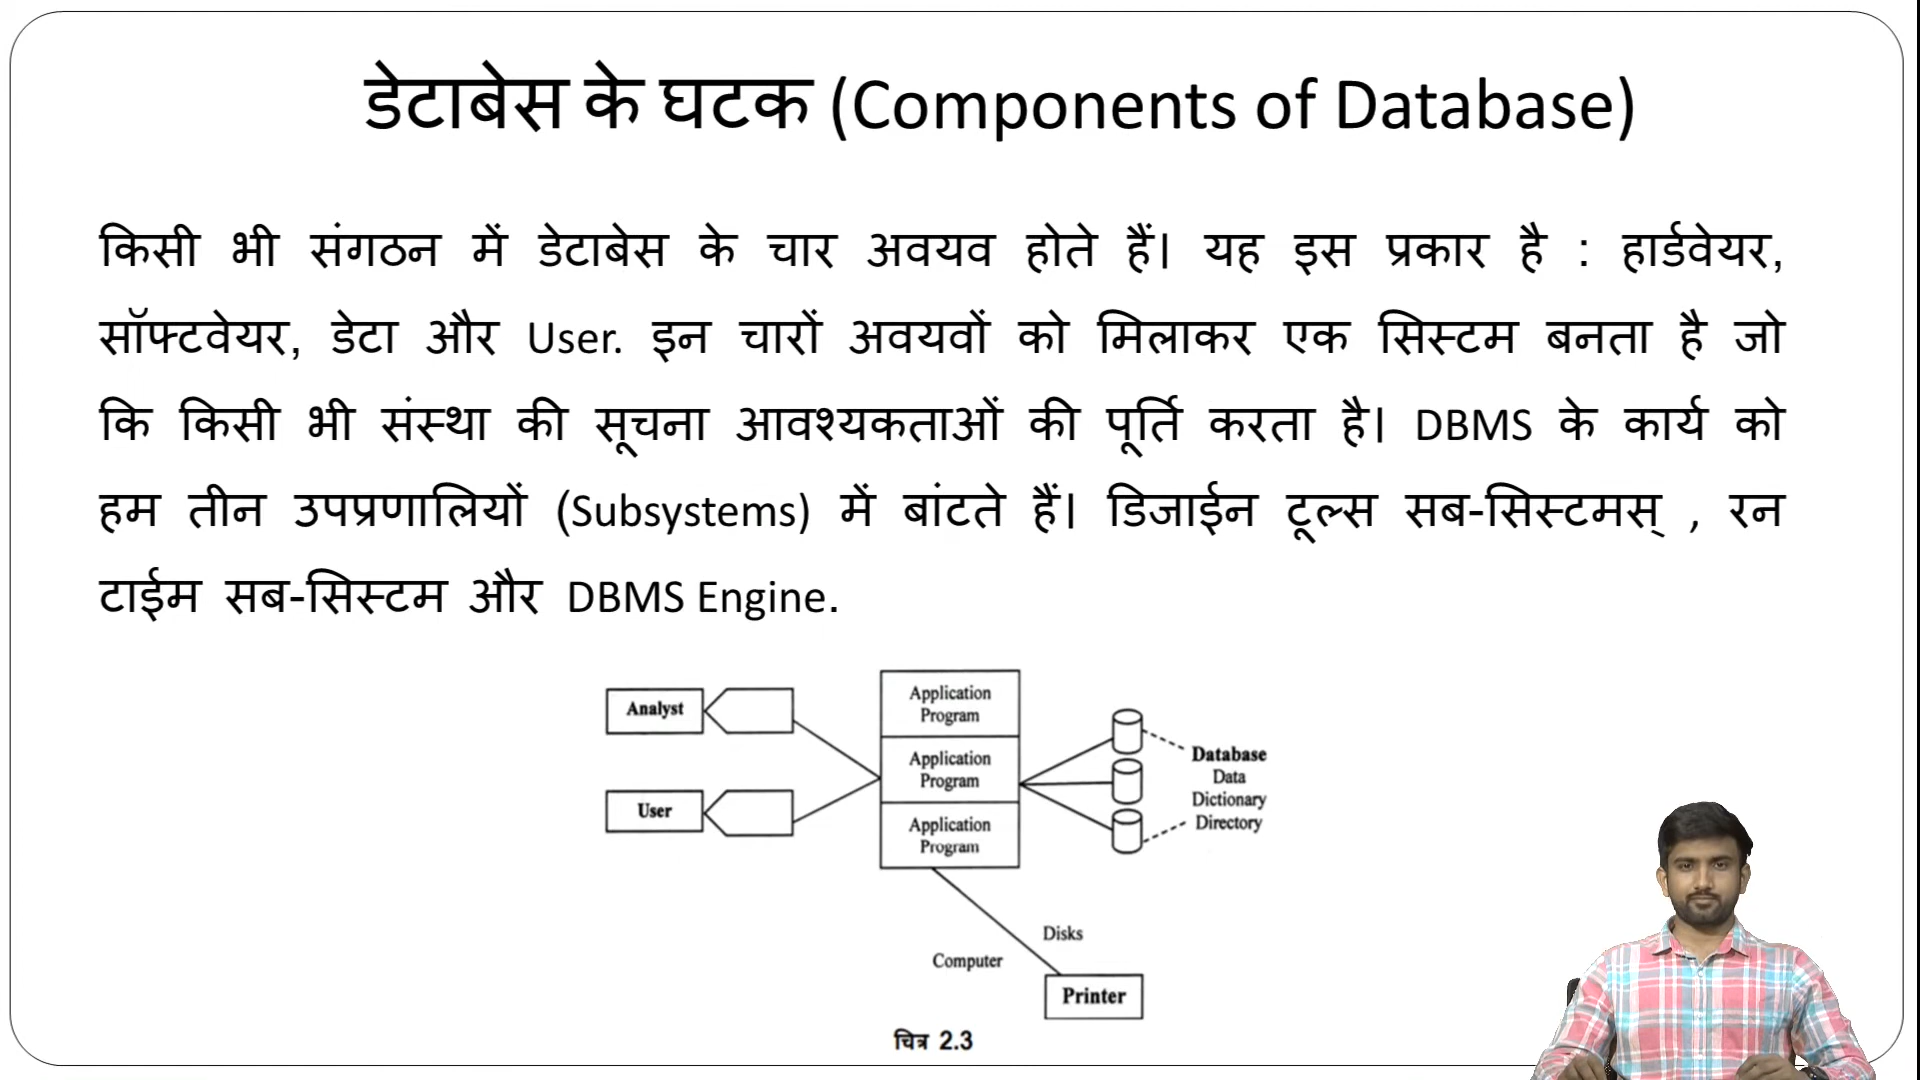 डेटाबेस के घटक (Components of Database)
किसी भी संगठन में डेटाबेस के चार अवयव होते हैं। यह इस प्रकार है : हार्डवेयर,
सॉफ्टवेयर, डेटा और User. इन चारों अवयवों को मिलाकर एक सिस्टम बनता है जो
कि किसी भी संस्था की सूचना आवश्यकताओं की पूर्ति करता है। DBMS के कार्य को
हम तीन उपप्रणालियों (Subsystems) में बांटते हैं। डिजाईन टूल्स सब-सिस्टमस् , रन
टाईम सब-सिस्टम और DBMS Engine.
Analyst
User
Application
Program
Application
Program
Application
Program
Database
Data
Dictionary
Directory
Disks
Computer
Printer
चित्र 2.3